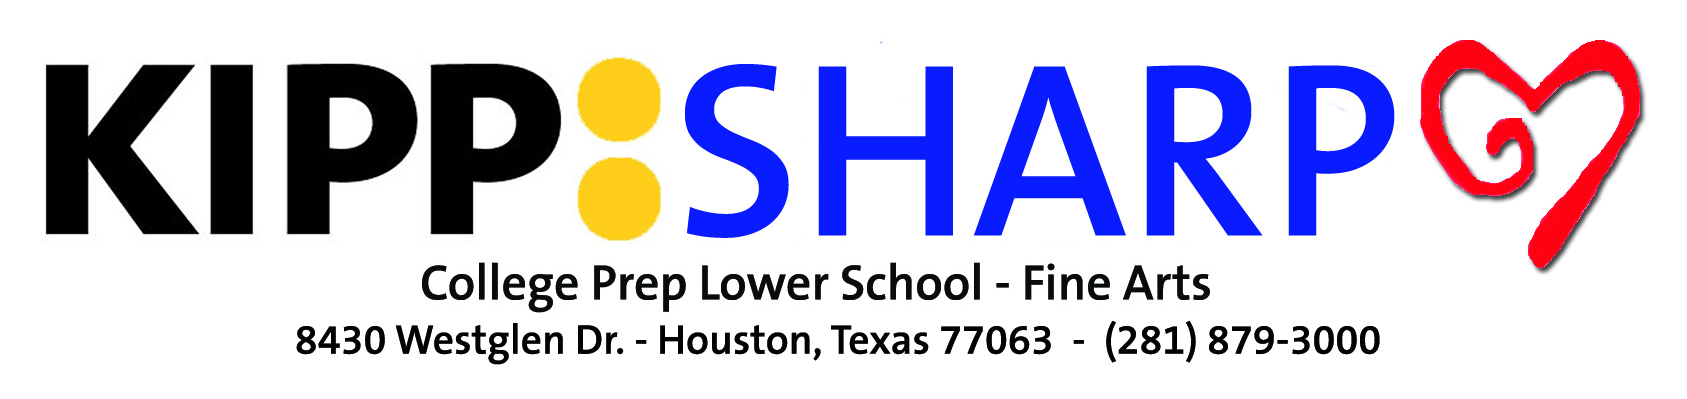 KIPP:SHARP
College Prep Lower School - Fine Arts
8430 Westglen Dr. - Houston, Texas 77063 - (281) 879-3000